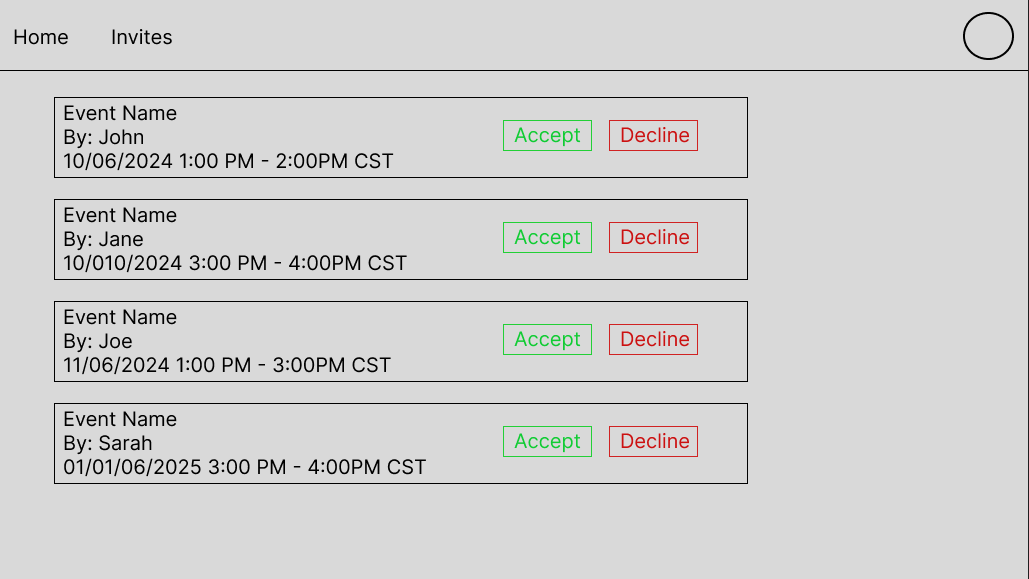 Home Invites
Event Name
By: John
10/06/2024 1:00 PM - 2:00PM CST
Accept Decline
Event Name
By: Jane
10/010/2024 3:00 PM - 4:00PM CST
Accept Decline
Event Name
By: Joe
11/06/2024 1:00 PM - 3:00PM CST
Accept Decline
Event Name
By: Sarah
01/01/06/2025 3:00 PM - 4:00PM CST
Accept Decline